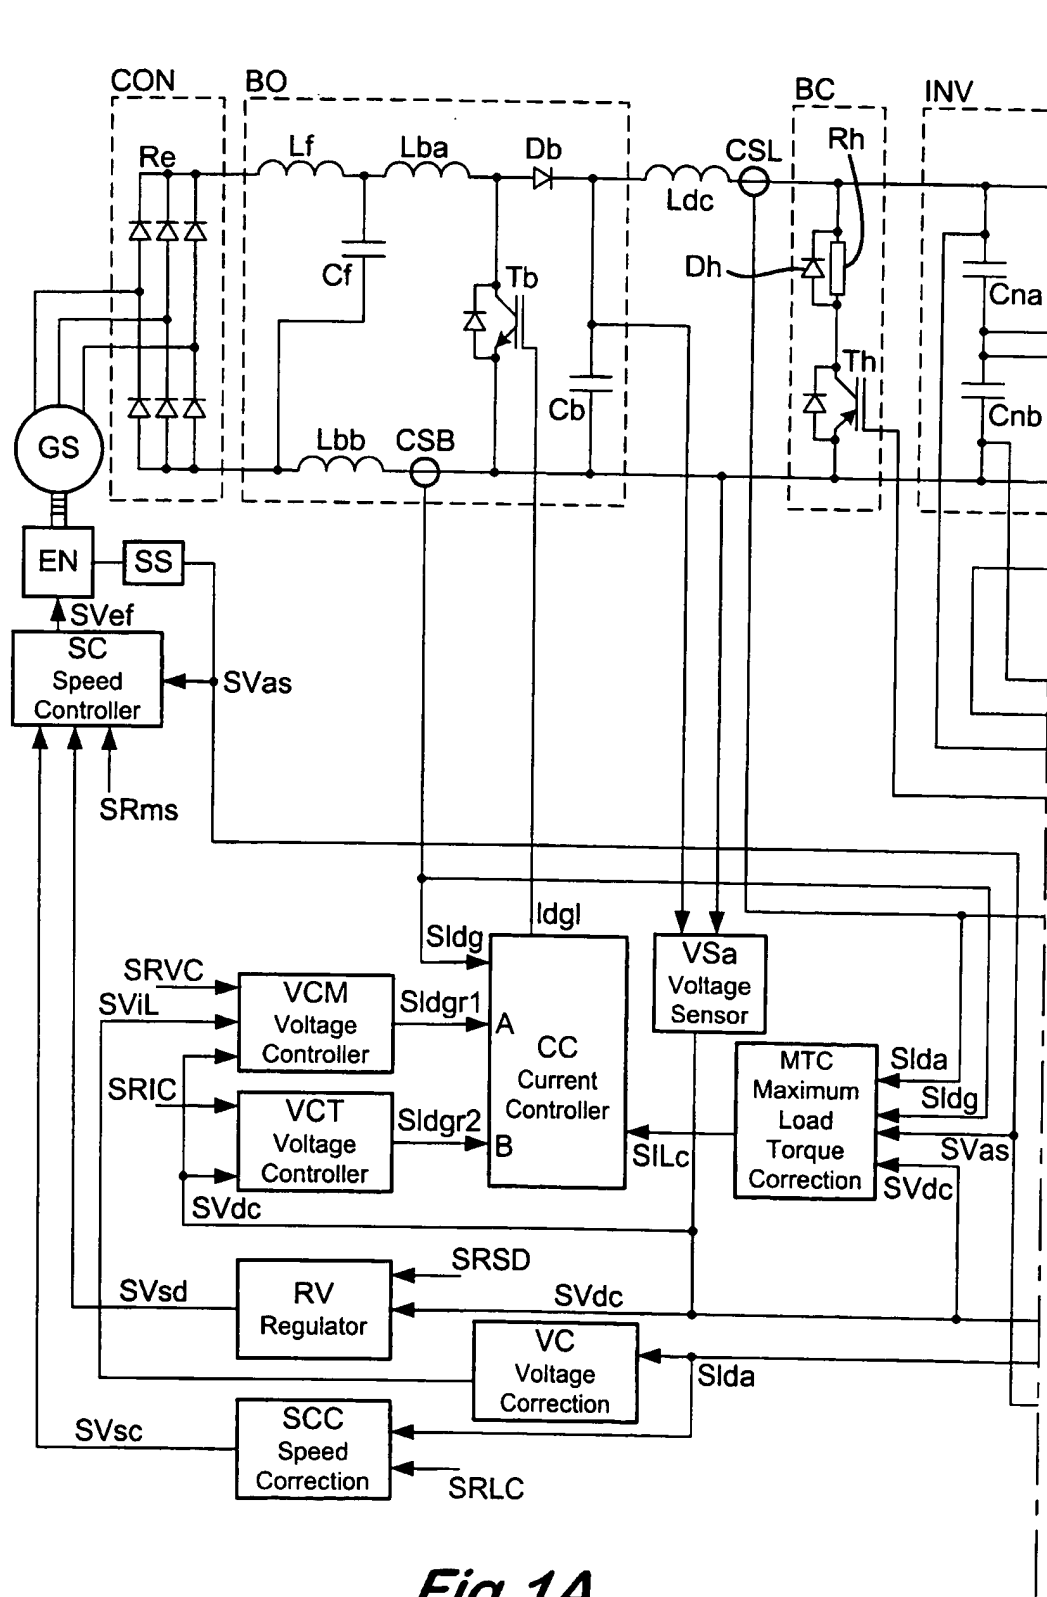 CON
BO
BC
INV
Re
Lf
Lba
Db
CSL
Rh
Ldc
Cf
Tb
Dh
Cna
Cb
Th
Cnb
GS
Lbb
CSB
EN
SS
SVef
SC
Speed
Controller
SVas
SRms
Idgl
SIdg
SRVC
SViL
VCM
Voltage
Controller
SIdgr1
A
CC
Current
Controller
VSa
Voltage
Sensor
SRIC
VCT
Voltage
Controller
SIdgr2
B
SILc
MTC
Maximum
Load
Torque
Correction
SIda
SIdg
SVas
SVdc
SVdc
SRSD
SVsd
RV
Regulator
SVdc
VC
Voltage
Correction
SIda
SVsc
SCC
Speed
Correction
SRLC
Fig 1A